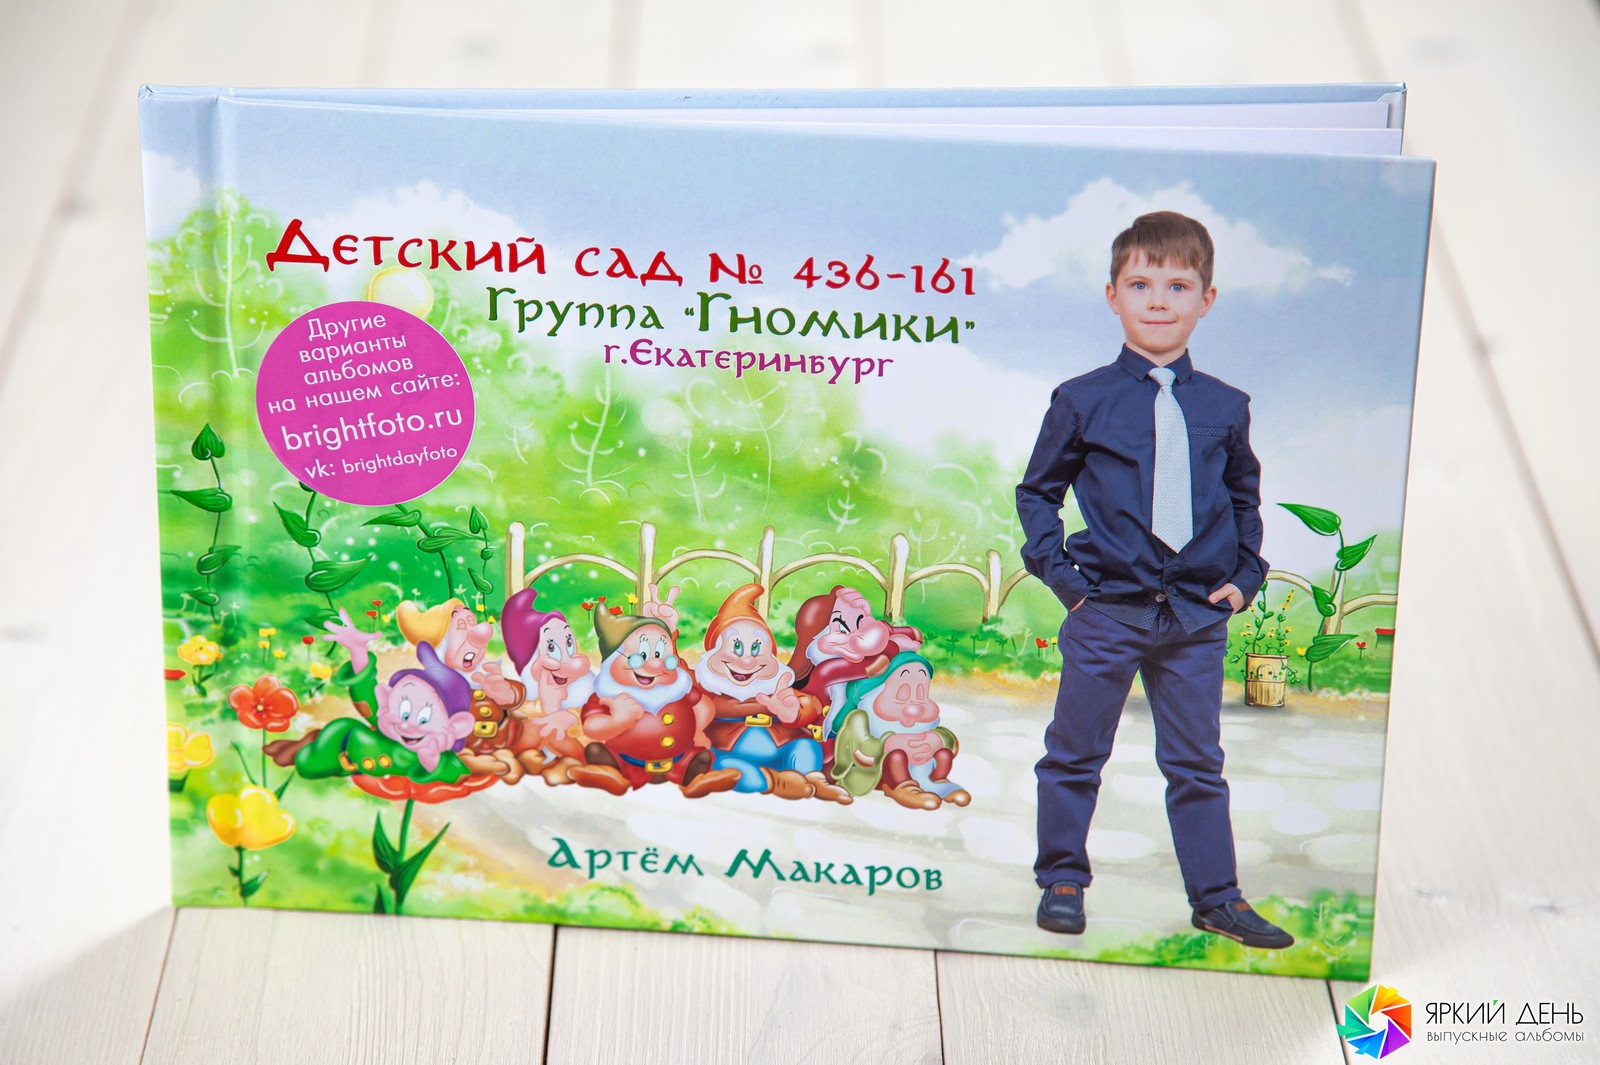 Детский сад № 436-161
Группа "Гномики"
г.Екатеринбург
Другие
варианты
альбомов
на нашем сайте:
brightfoto.ru
vk: brightdayfoto
Артём Макаров
ЯРКИЙ ДЕНЬ
выпускные альбомы